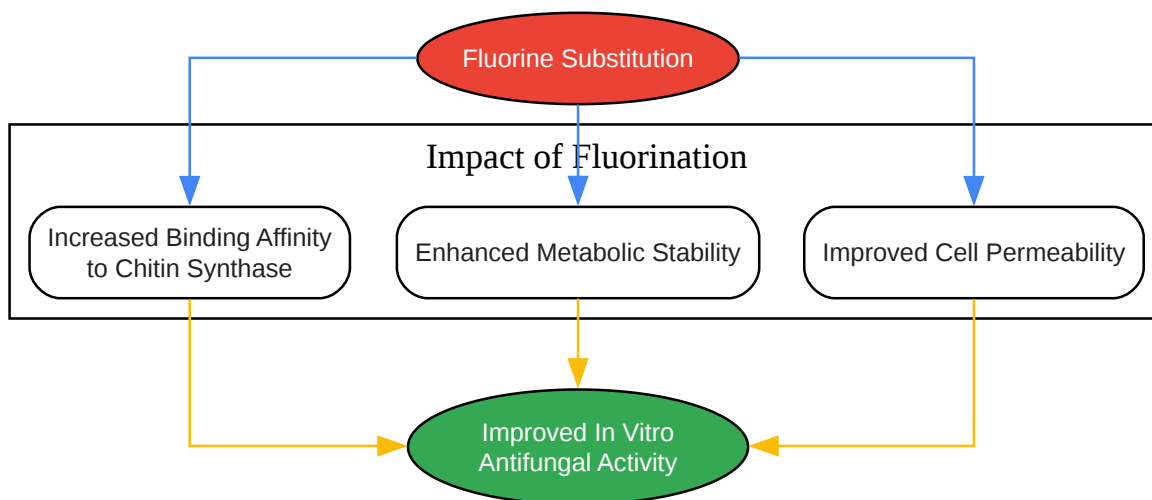 Fluorine Substitution
Impact of Fluorination
Increased Binding Affinity
to Chitin Synthase
Enhanced Metabolic Stability
Improved Cell Permeability
Improved In Vitro
Antifungal Activity